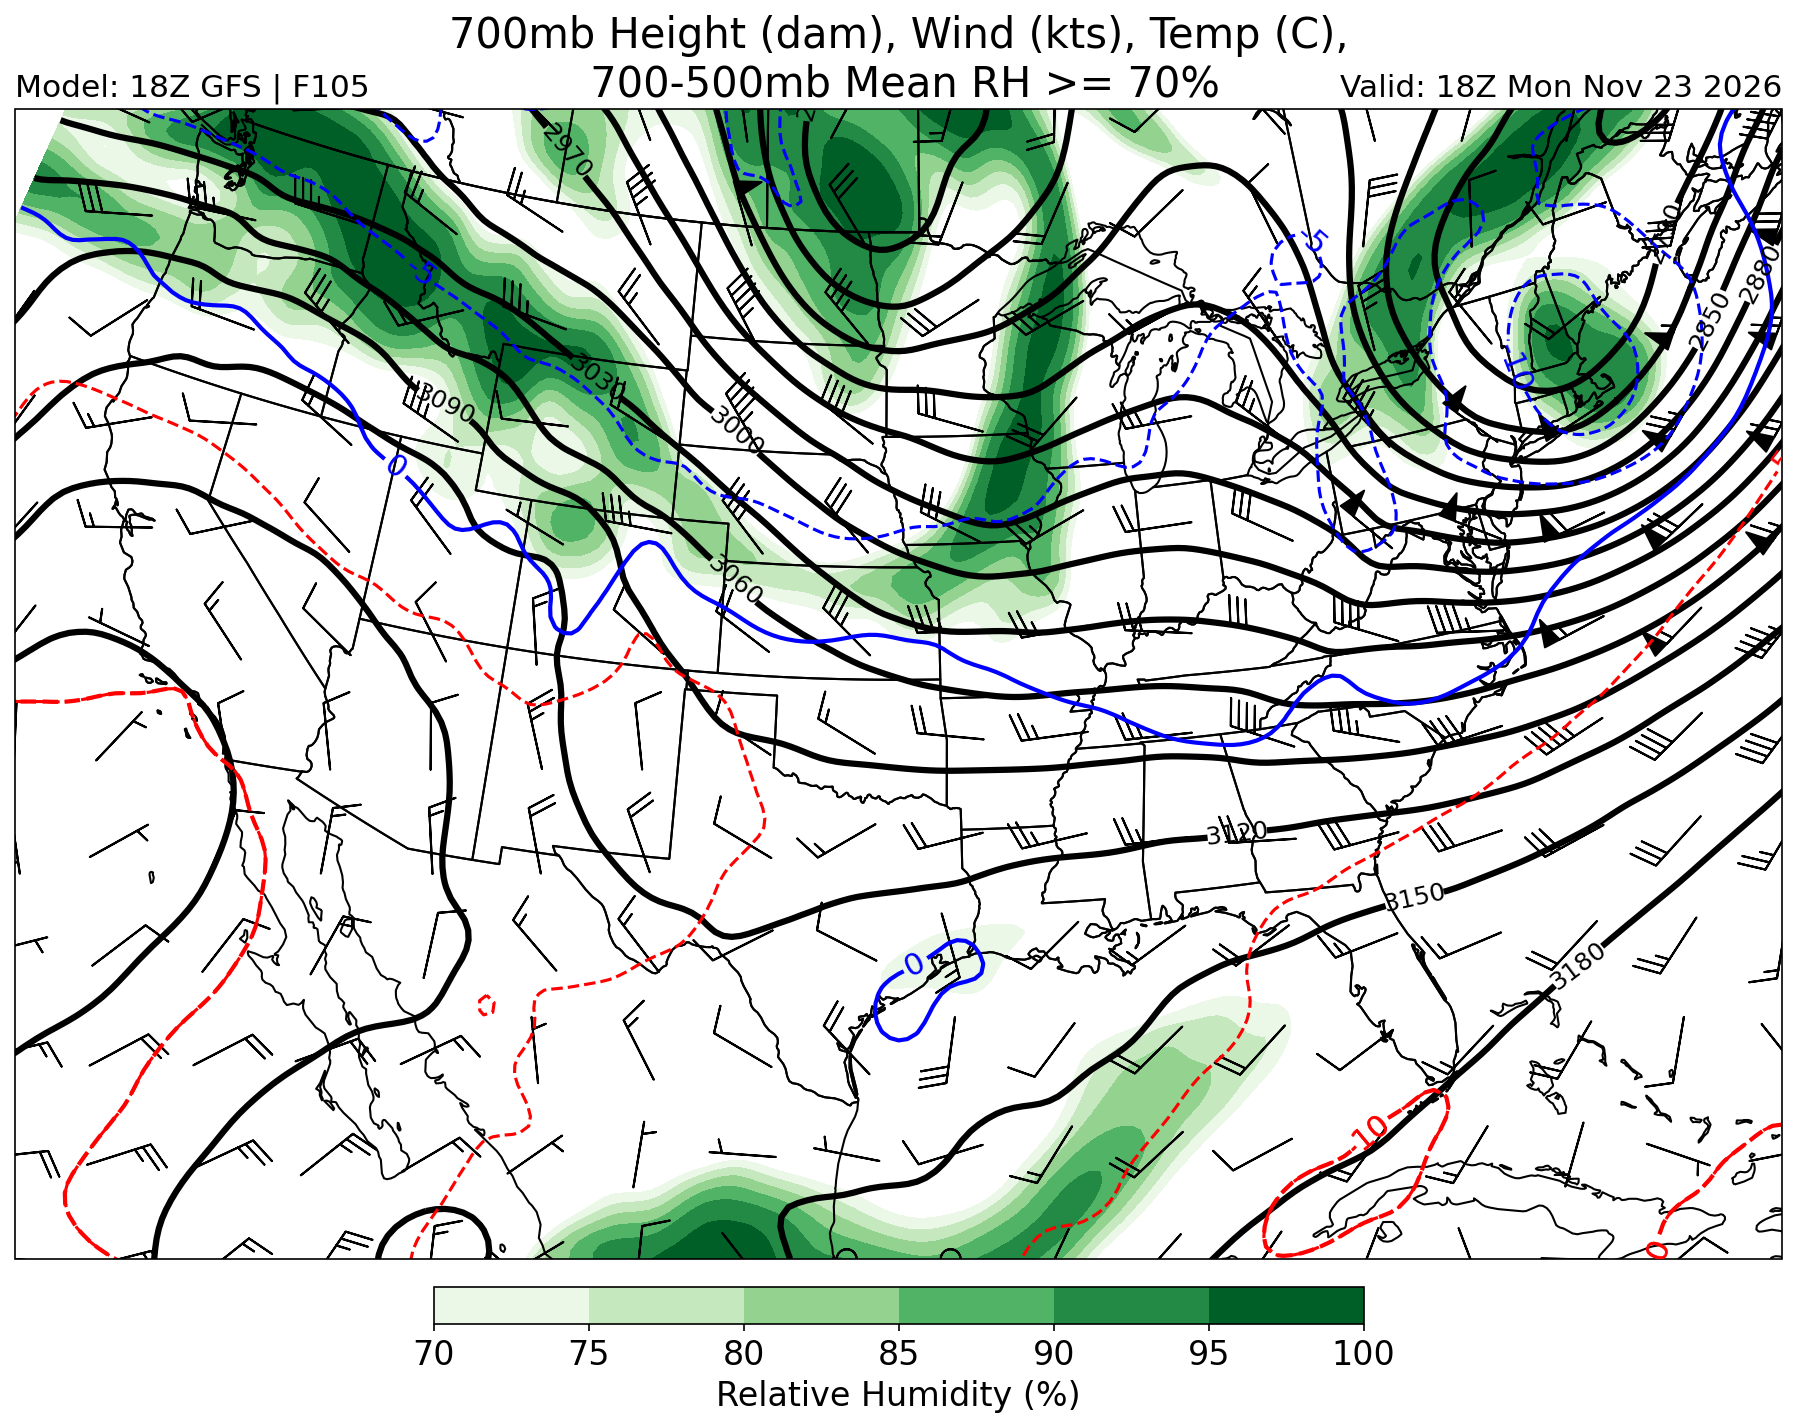 700mb Height (dam), Wind (kts), Temp (C),
700-500mb Mean RH >= 70%
Model: 18Z GFS | F105
Valid: 18Z Mon Nov 23 2026
2970
5
2880
-5
2850
3030
10
3090
3000
0
3060
3120
3150
0
3180
10
0
70 75 80 85 90 95 100
Relative Humidity (%)